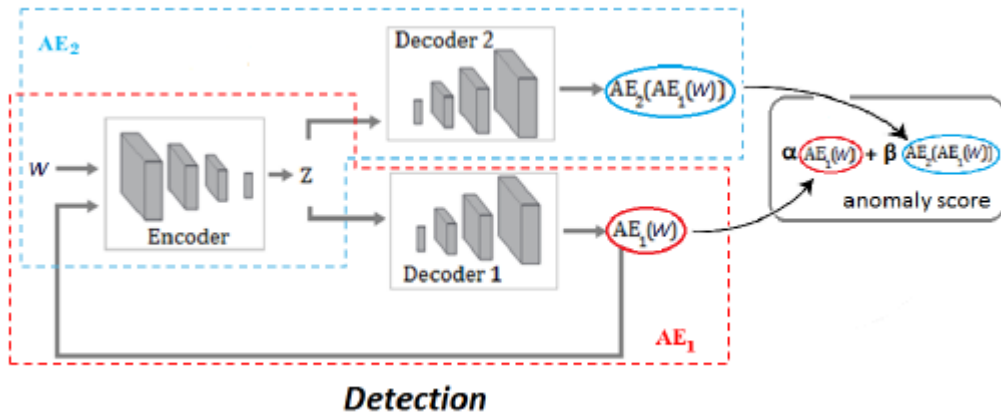 AE₂
Decoder 2
AE₂(AE₁(W))
W
Encoder
Z
α AE₁(W) + β AE₂(AE₁(W))
anomaly score
AE₁(W)
Decoder 1
AE₁
Detection